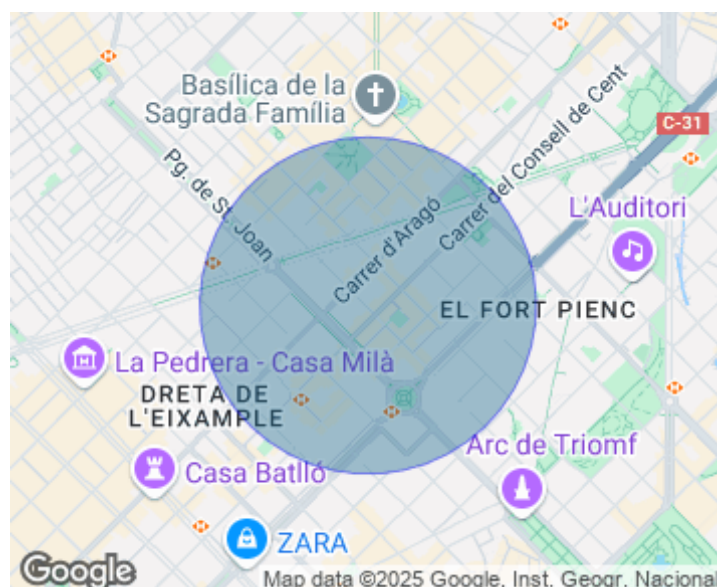 Basílica de la
Sagrada Família
C-31
Carrer del Consell de Cent
Pg. de St. Joan
L'Auditori
Carrer d'Aragó
EL FORT PIENC
La Pedrera - Casa Milà
DRETA DE
L'EIXAMPLE
Arc de Triomf
Casa Batlló
ZARA
Google
Map data ©2025 Google, Inst. Geogr. Nacional